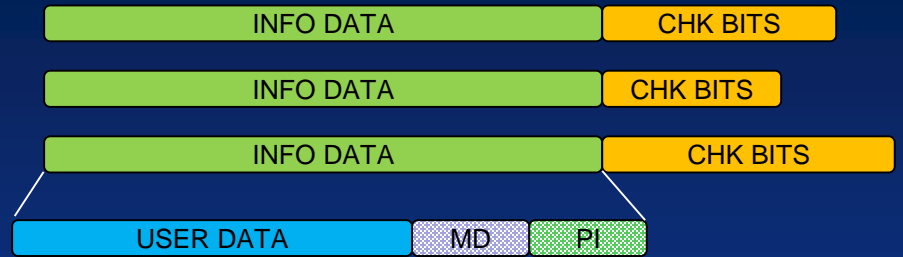 INFO DATA CHK BITS
INFO DATA CHK BITS
INFO DATA CHK BITS
USER DATA MD PI